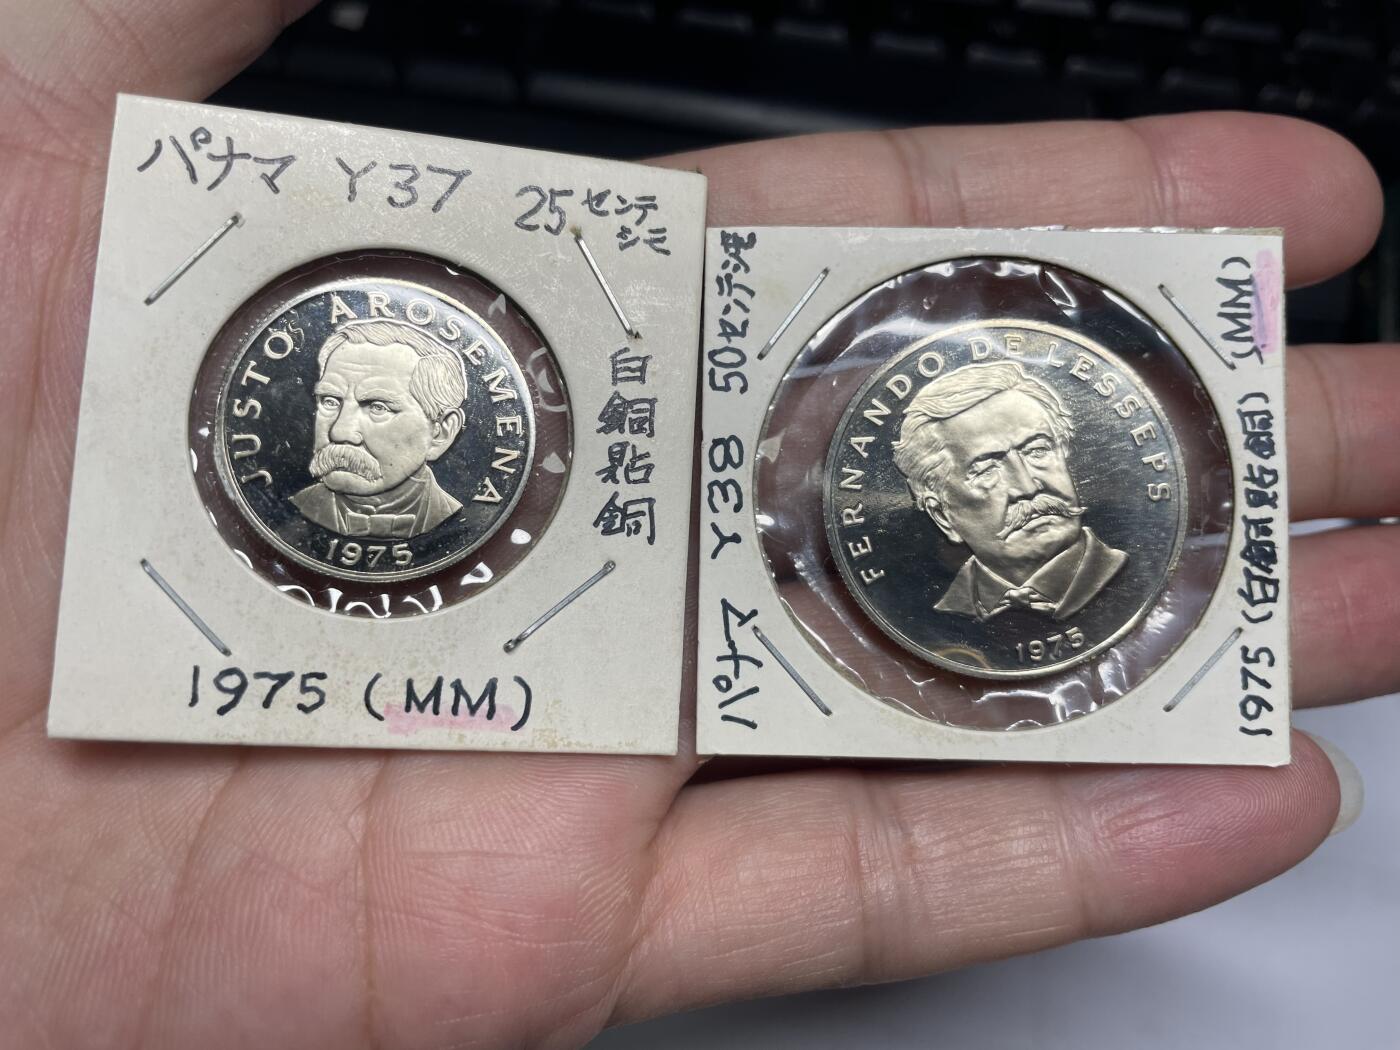 パナマ Y37 25センテシモ
JUSTO AROSEMENA
1975
白銅貼銅
1975 (MM)
パナマ Y38 50センテシモ
FERNANDO DE LESSEPS
1975
1975 (白銅貼銅) (MM)